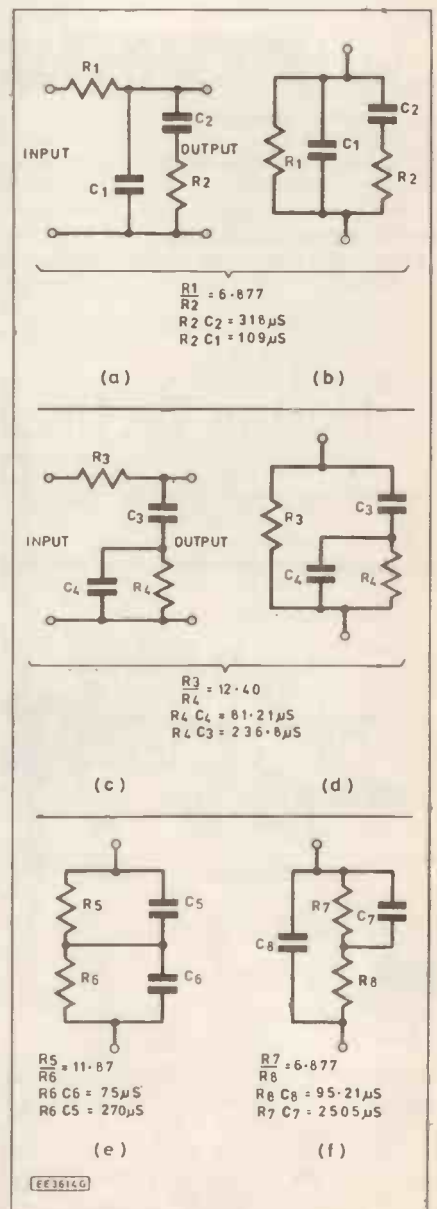 R1
C2
INPUT
OUTPUT
C1
R2
R1
C1
C2
R2
R1/R2 = 6·877
R2 C2 = 318µS
R2 C1 = 109µS
(a)
(b)
R3
C3
INPUT
OUTPUT
C4
R4
R3
C3
C4
R4
R3/R4 = 12·40
R4 C4 = 81·21µS
R4 C3 = 236·8µS
(c)
(d)
R5
C5
R6
C6
R5/R6 = 11·87
R6 C6 = 75µS
R6 C5 = 270µS
(e)
R7
C7
C8
R8
R7/R8 = 6·877
R8 C8 = 95·21µS
R7 C7 = 2505µS
(f)
EE3614G